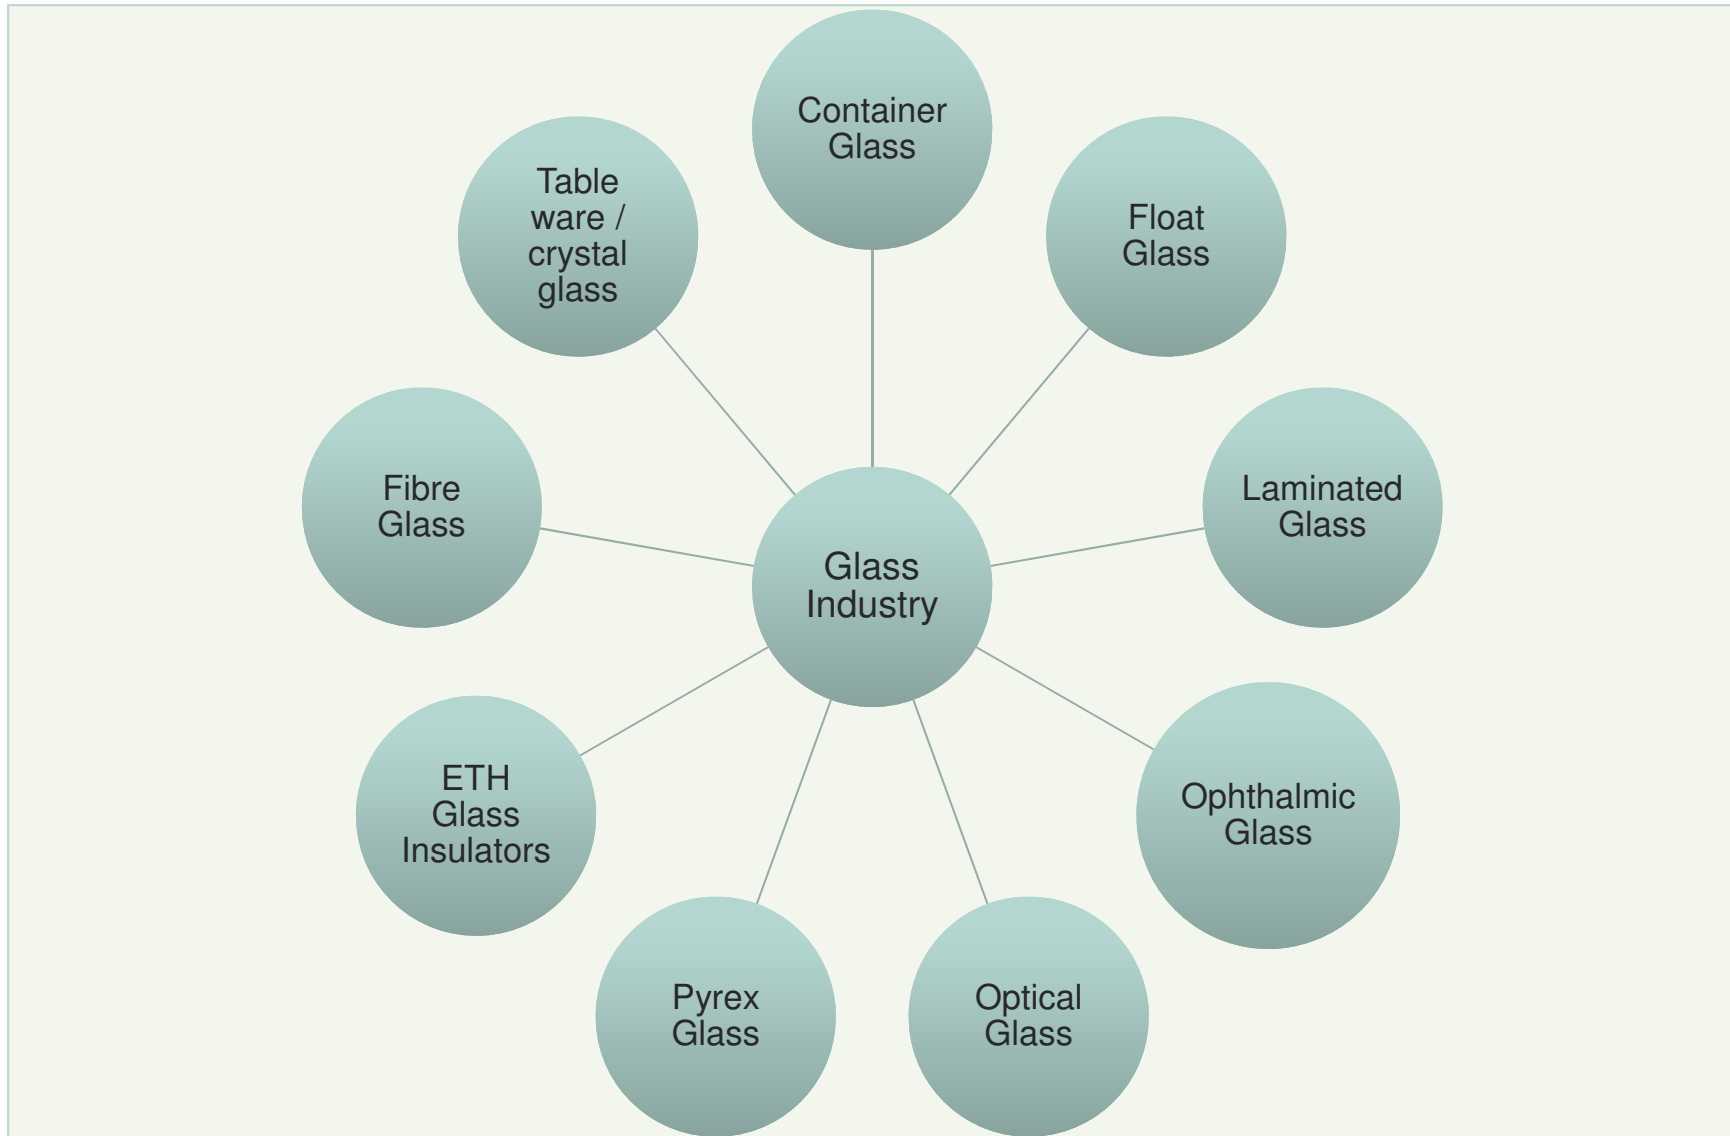 Container
Glass
Float
Glass
Laminated
Glass
Ophthalmic
Glass
Optical
Glass
Pyrex
Glass
ETH
Glass
Insulators
Fibre
Glass
Table
ware /
crystal
glass
Glass
Industry